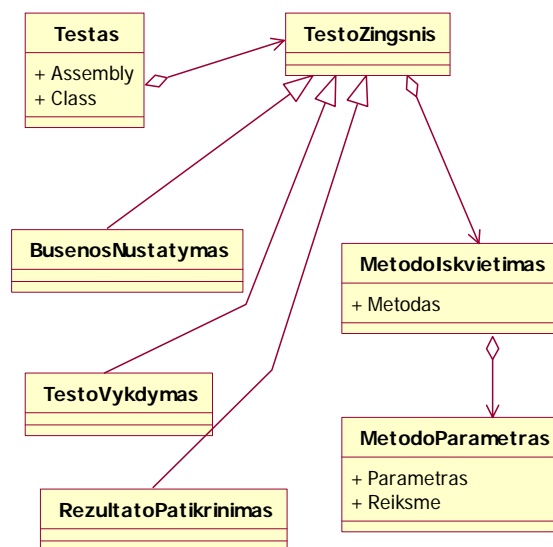 Testas
+ Assembly
+ Class
TestoZingsnis
BusenosNustatymas
MetodoIskvietimas
+ Metodas
TestoVykdymas
MetodoParametras
+ Parametras
+ Reiksme
RezultatoPatikrinimas